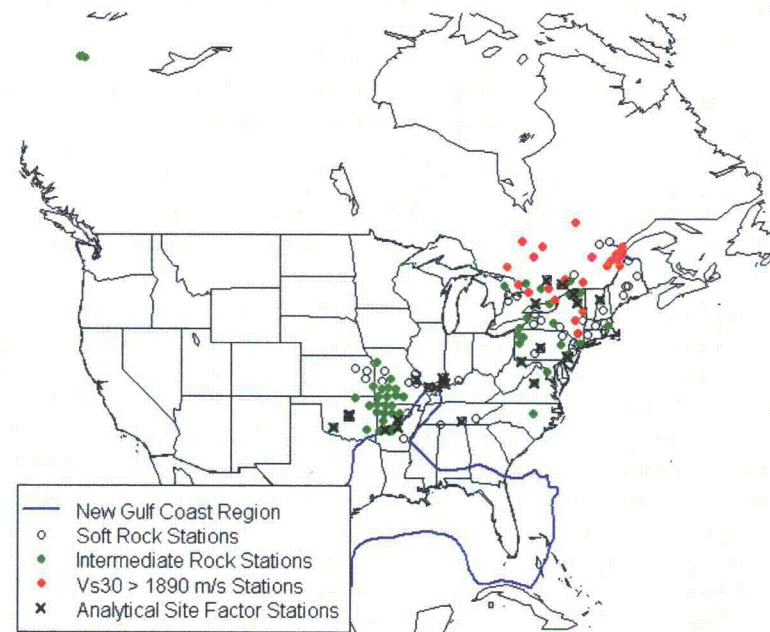 New Gulf Coast Region
Soft Rock Stations
Intermediate Rock Stations
Vs30 > 1890 m/s Stations
Analytical Site Factor Stations